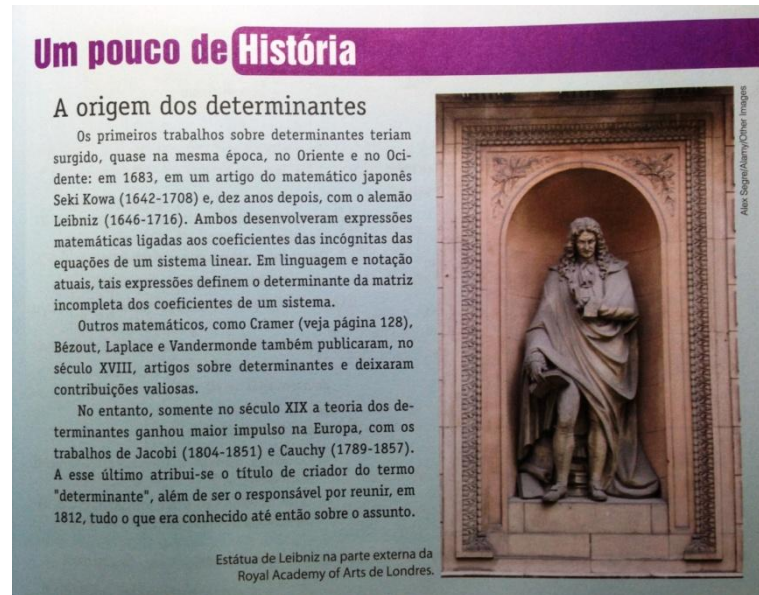 Um pouco de História
A origem dos determinantes
Os primeiros trabalhos sobre determinantes teriam
surgido, quase na mesma época, no Oriente e no Oci-
dente: em 1683, em um artigo do matemático japonês
Seki Kowa (1642-1708) e, dez anos depois, com o alemão
Leibniz (1646-1716). Ambos desenvolveram expressões
matemáticas ligadas aos coeficientes das incógnitas das
equações de um sistema linear. Em linguagem e notação
atuais, tais expressões definem o determinante da matriz
incompleta dos coeficientes de um sistema.
Outros matemáticos, como Cramer (veja página 128),
Bézout, Laplace e Vandermonde também publicaram, no
século XVIII, artigos sobre determinantes e deixaram
contribuições valiosas.
No entanto, somente no século XIX a teoria dos de-
terminantes ganhou maior impulso na Europa, com os
trabalhos de Jacobi (1804-1851) e Cauchy (1789-1857).
A esse último atribui-se o título de criador do termo
"determinante", além de ser o responsável por reunir, em
1812, tudo o que era conhecido até então sobre o assunto.
Estátua de Leibniz na parte externa da
Royal Academy of Arts de Londres.
Alex Segre/Alamy/Other Images